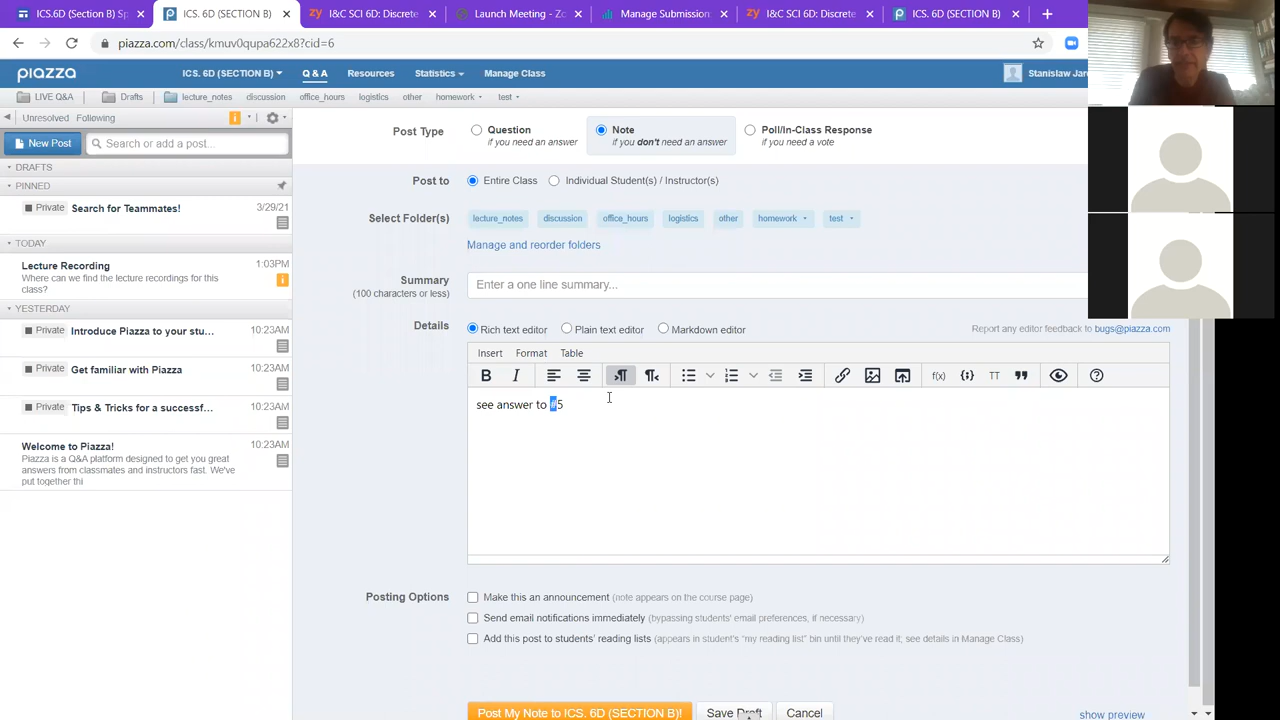 ICS. 6D (SECTION B) Sp
ICS. 6D (SECTION B)
I&C SCI 6D: Discrete
Launch Meeting - Zo
Manage Submission
I&C SCI 6D: Discrete
ICS. 6D (SECTION B)
piazza
ICS. 6D (SECTION B)
Q & A
Resources
Statistics
Manage Class
Stanislaw Jar
LIVE Q&A
Drafts
lecture_notes
discussion
office_hours
logistics
other
homework
test
Unresolved Following
New Post
Search or add a post...
DRAFTS
PINNED
Private Search for Teammates! 3/29/21
TODAY
Lecture Recording 1:03PM
Where can we find the lecture recordings for this
class?
YESTERDAY
Private Introduce Piazza to your stu... 10:23AM
Private Get familiar with Piazza 10:23AM
Private Tips & Tricks for a successf... 10:23AM
Welcome to Piazza! 10:23AM
Piazza is a Q&A platform designed to get you great
answers from classmates and instructors fast. We've
put together thi
Post Type
Question
if you need an answer
Note
if you don't need an answer
Poll/In-Class Response
if you need a vote
Post to Entire Class Individual Student(s) / Instructor(s)
Select Folder(s) lecture_notes discussion office_hours logistics other homework test
Manage and reorder folders
Summary
(100 characters or less)
Enter a one line summary...
Details Rich text editor Plain text editor Markdown editor
Report any editor feedback to bugs@piazza.com
Insert Format Table
B I f(x) {;} TT
see answer to #5
Posting Options
Make this an announcement (note appears on the course page)
Send email notifications immediately (bypassing students' email preferences, if necessary)
Add this post to students' reading lists (appears in student's "my reading list" bin until they've read it; see details in Manage Class)
Post My Note to ICS. 6D (SECTION B)! Save Draft Cancel
show preview